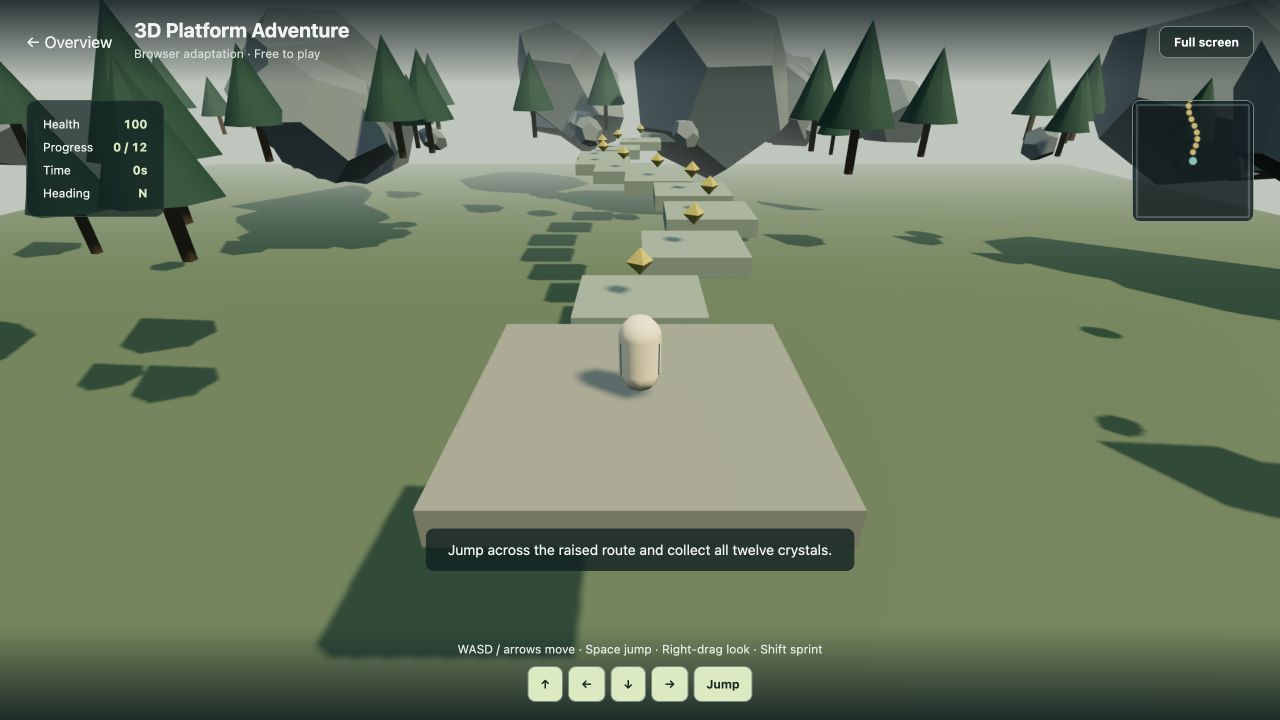 ← Overview
3D Platform Adventure
Browser adaptation · Free to play
Full screen
Health 100
Progress 0 / 12
Time 0s
Heading N
Jump across the raised route and collect all twelve crystals.
WASD / arrows move · Space jump · Right-drag look · Shift sprint
↑ ← ↓ → Jump